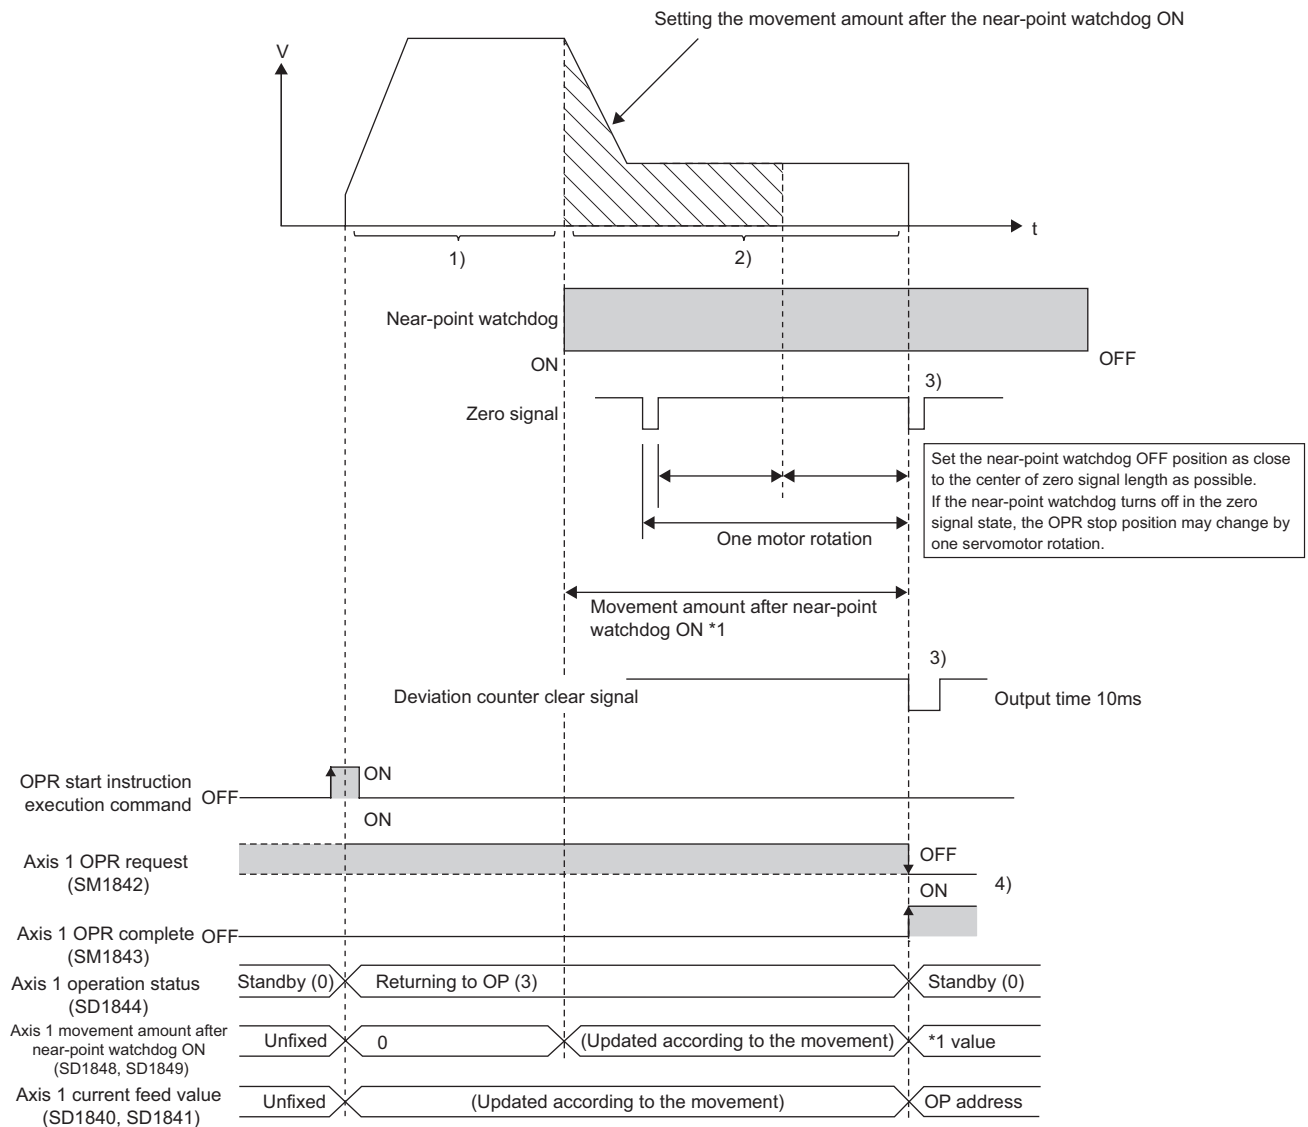 Setting the movement amount after the near-point watchdog ON
V
t
1)
2)
Near-point watchdog
ON
OFF
3)
Zero signal
Set the near-point watchdog OFF position as close
to the center of zero signal length as possible.
If the near-point watchdog turns off in the zero
signal state, the OPR stop position may change by
one servomotor rotation.
One motor rotation
Movement amount after near-point
watchdog ON *1
3)
Deviation counter clear signal
Output time 10ms
OPR start instruction
execution command
OFF
ON
ON
Axis 1 OPR request
(SM1842)
OFF
ON
4)
Axis 1 OPR complete
(SM1843)
OFF
Axis 1 operation status
(SD1844)
Standby (0)
Returning to OP (3)
Standby (0)
Axis 1 movement amount after
near-point watchdog ON
(SD1848, SD1849)
Unfixed
0
(Updated according to the movement)
*1 value
Axis 1 current feed value
(SD1840, SD1841)
Unfixed
(Updated according to the movement)
OP address